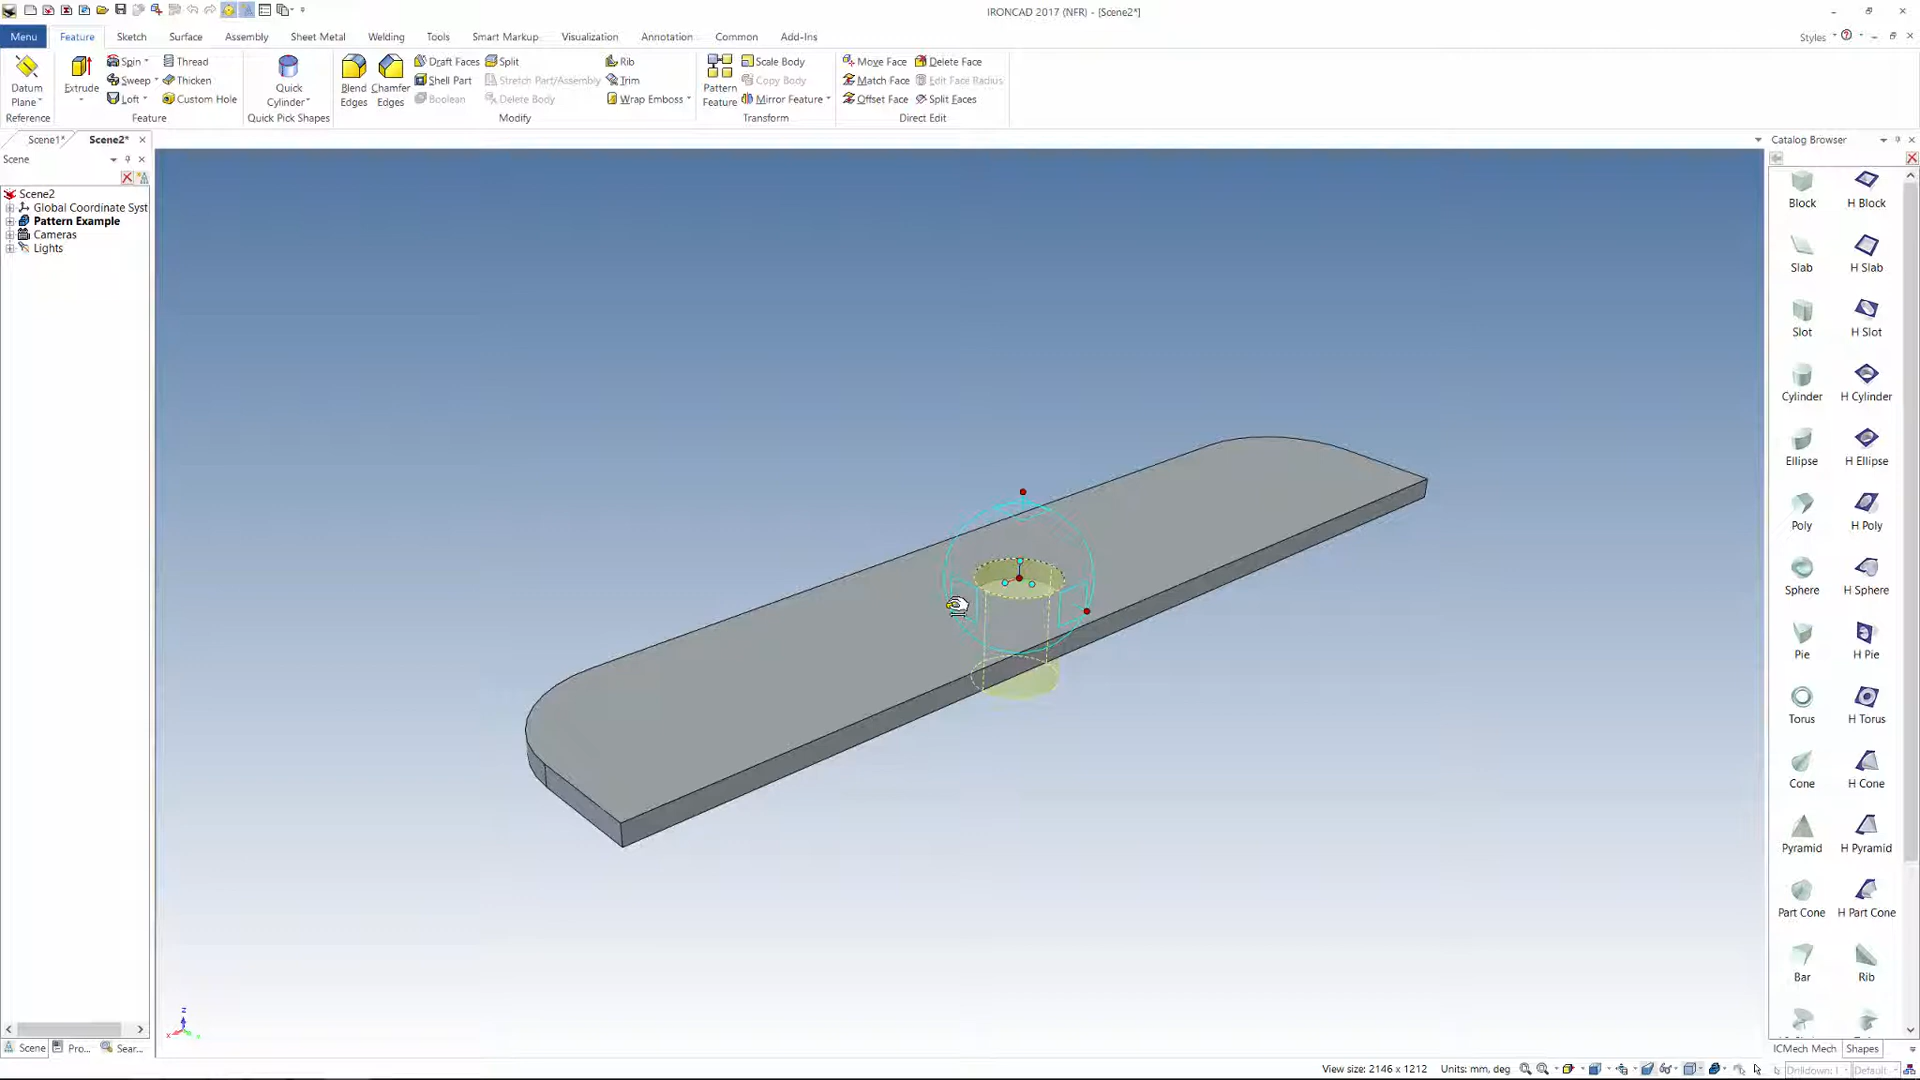 IRONCAD 2017 (NFR) - [Scene2*]
Menu Feature Sketch Surface Assembly Sheet Metal Welding Tools Smart Markup Visualization Annotation Common Add-Ins Styles
Spin Thread Draft Faces Split Rib Scale Body Move Face Delete Face
Sweep Thicken Shell Part Stretch Part/Assembly Trim Copy Body Match Face Edit Face Radius
Loft Custom Hole Boolean Delete Body Wrap Emboss Mirror Feature Offset Face Split Faces
Datum Plane Extrude Quick Cylinder Blend Edges Chamfer Edges Pattern Feature
Reference Feature Quick Pick Shapes Modify Transform Direct Edit
Scene1* Scene2*
Scene
Scene2
Global Coordinate Syst
Pattern Example
Cameras
Lights
Catalog Browser
Block H Block
Slab H Slab
Slot H Slot
Cylinder H Cylinder
Ellipse H Ellipse
Poly H Poly
Sphere H Sphere
Pie H Pie
Torus H Torus
Cone H Cone
Pyramid H Pyramid
Part Cone H Part Cone
Bar Rib
ICMech Mech Shapes
Z
X
Scene Pro... Sear...
View size: 2146 x 1212 Units: mm, deg Drilldown: Default